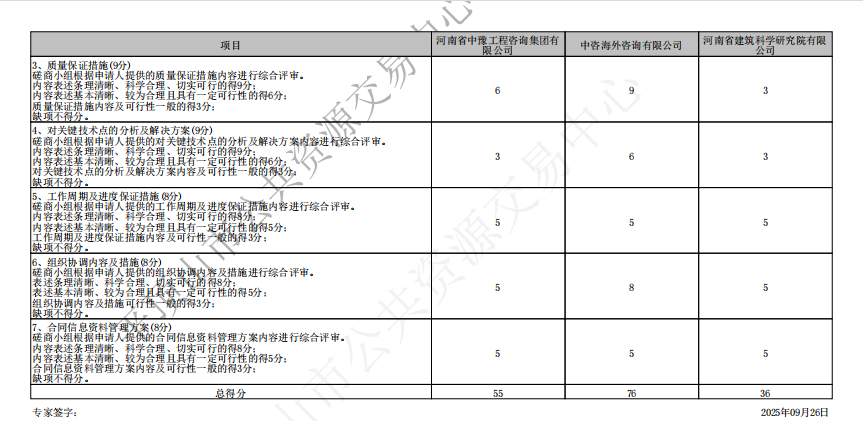 项目
河南省中豫工程咨询集团有
限公司
中咨海外咨询有限公司
河南省建筑科学研究院有限
公司
3、质量保证措施(9分)
磋商小组根据申请人提供的质量保证措施内容进行综合评审。
内容表述条理清晰、科学合理、切实可行的得9分;
内容表述基本清晰、较为合理且具有一定可行性的得6分;
质量保证措施内容及可行性一般的得3分;
缺项不得分。
6
9
3
4、对关键技术点的分析及解决方案(9分)
磋商小组根据申请人提供的对关键技术点的分析及解决方案内容进行综合评审。
内容表述条理清晰、科学合理、切实可行的得9分;
内容表述基本清晰、较为合理且具有一定可行性的得6分;
对关键技术点的分析及解决方案内容及可行性一般的得3分;
缺项不得分。
3
6
3
5、工作周期及进度保证措施(8分)
磋商小组根据申请人提供的工作周期及进度保证措施内容进行综合评审。
内容表述条理清晰、科学合理、切实可行的得8分;
内容表述基本清晰、较为合理且具有一定可行性的得5分;
工作周期及进度保证措施内容及可行性一般的得3分;
缺项不得分。
5
5
5
6、组织协调内容及措施(8分)
磋商小组根据申请人提供的组织协调内容及措施进行综合评审。
表述条理清晰、科学合理、切实可行的得8分;
表述基本清晰、较为合理且具有一定可行性的得5分;
组织协调内容及措施可行性一般的得3分;
缺项不得分。
5
8
5
7、合同信息资料管理方案(8分)
磋商小组根据申请人提供的合同信息资料管理方案内容进行综合评审。
内容表述条理清晰、科学合理、切实可行的得8分;
内容表述基本清晰、较为合理且具有一定可行性的得5分;
合同信息资料管理方案内容及可行性一般的得3分;
缺项不得分。
5
5
5
总得分
55
76
36
专家签字:
2025年09月26日
山市公共资源交易中心
山市公共资源交易中心